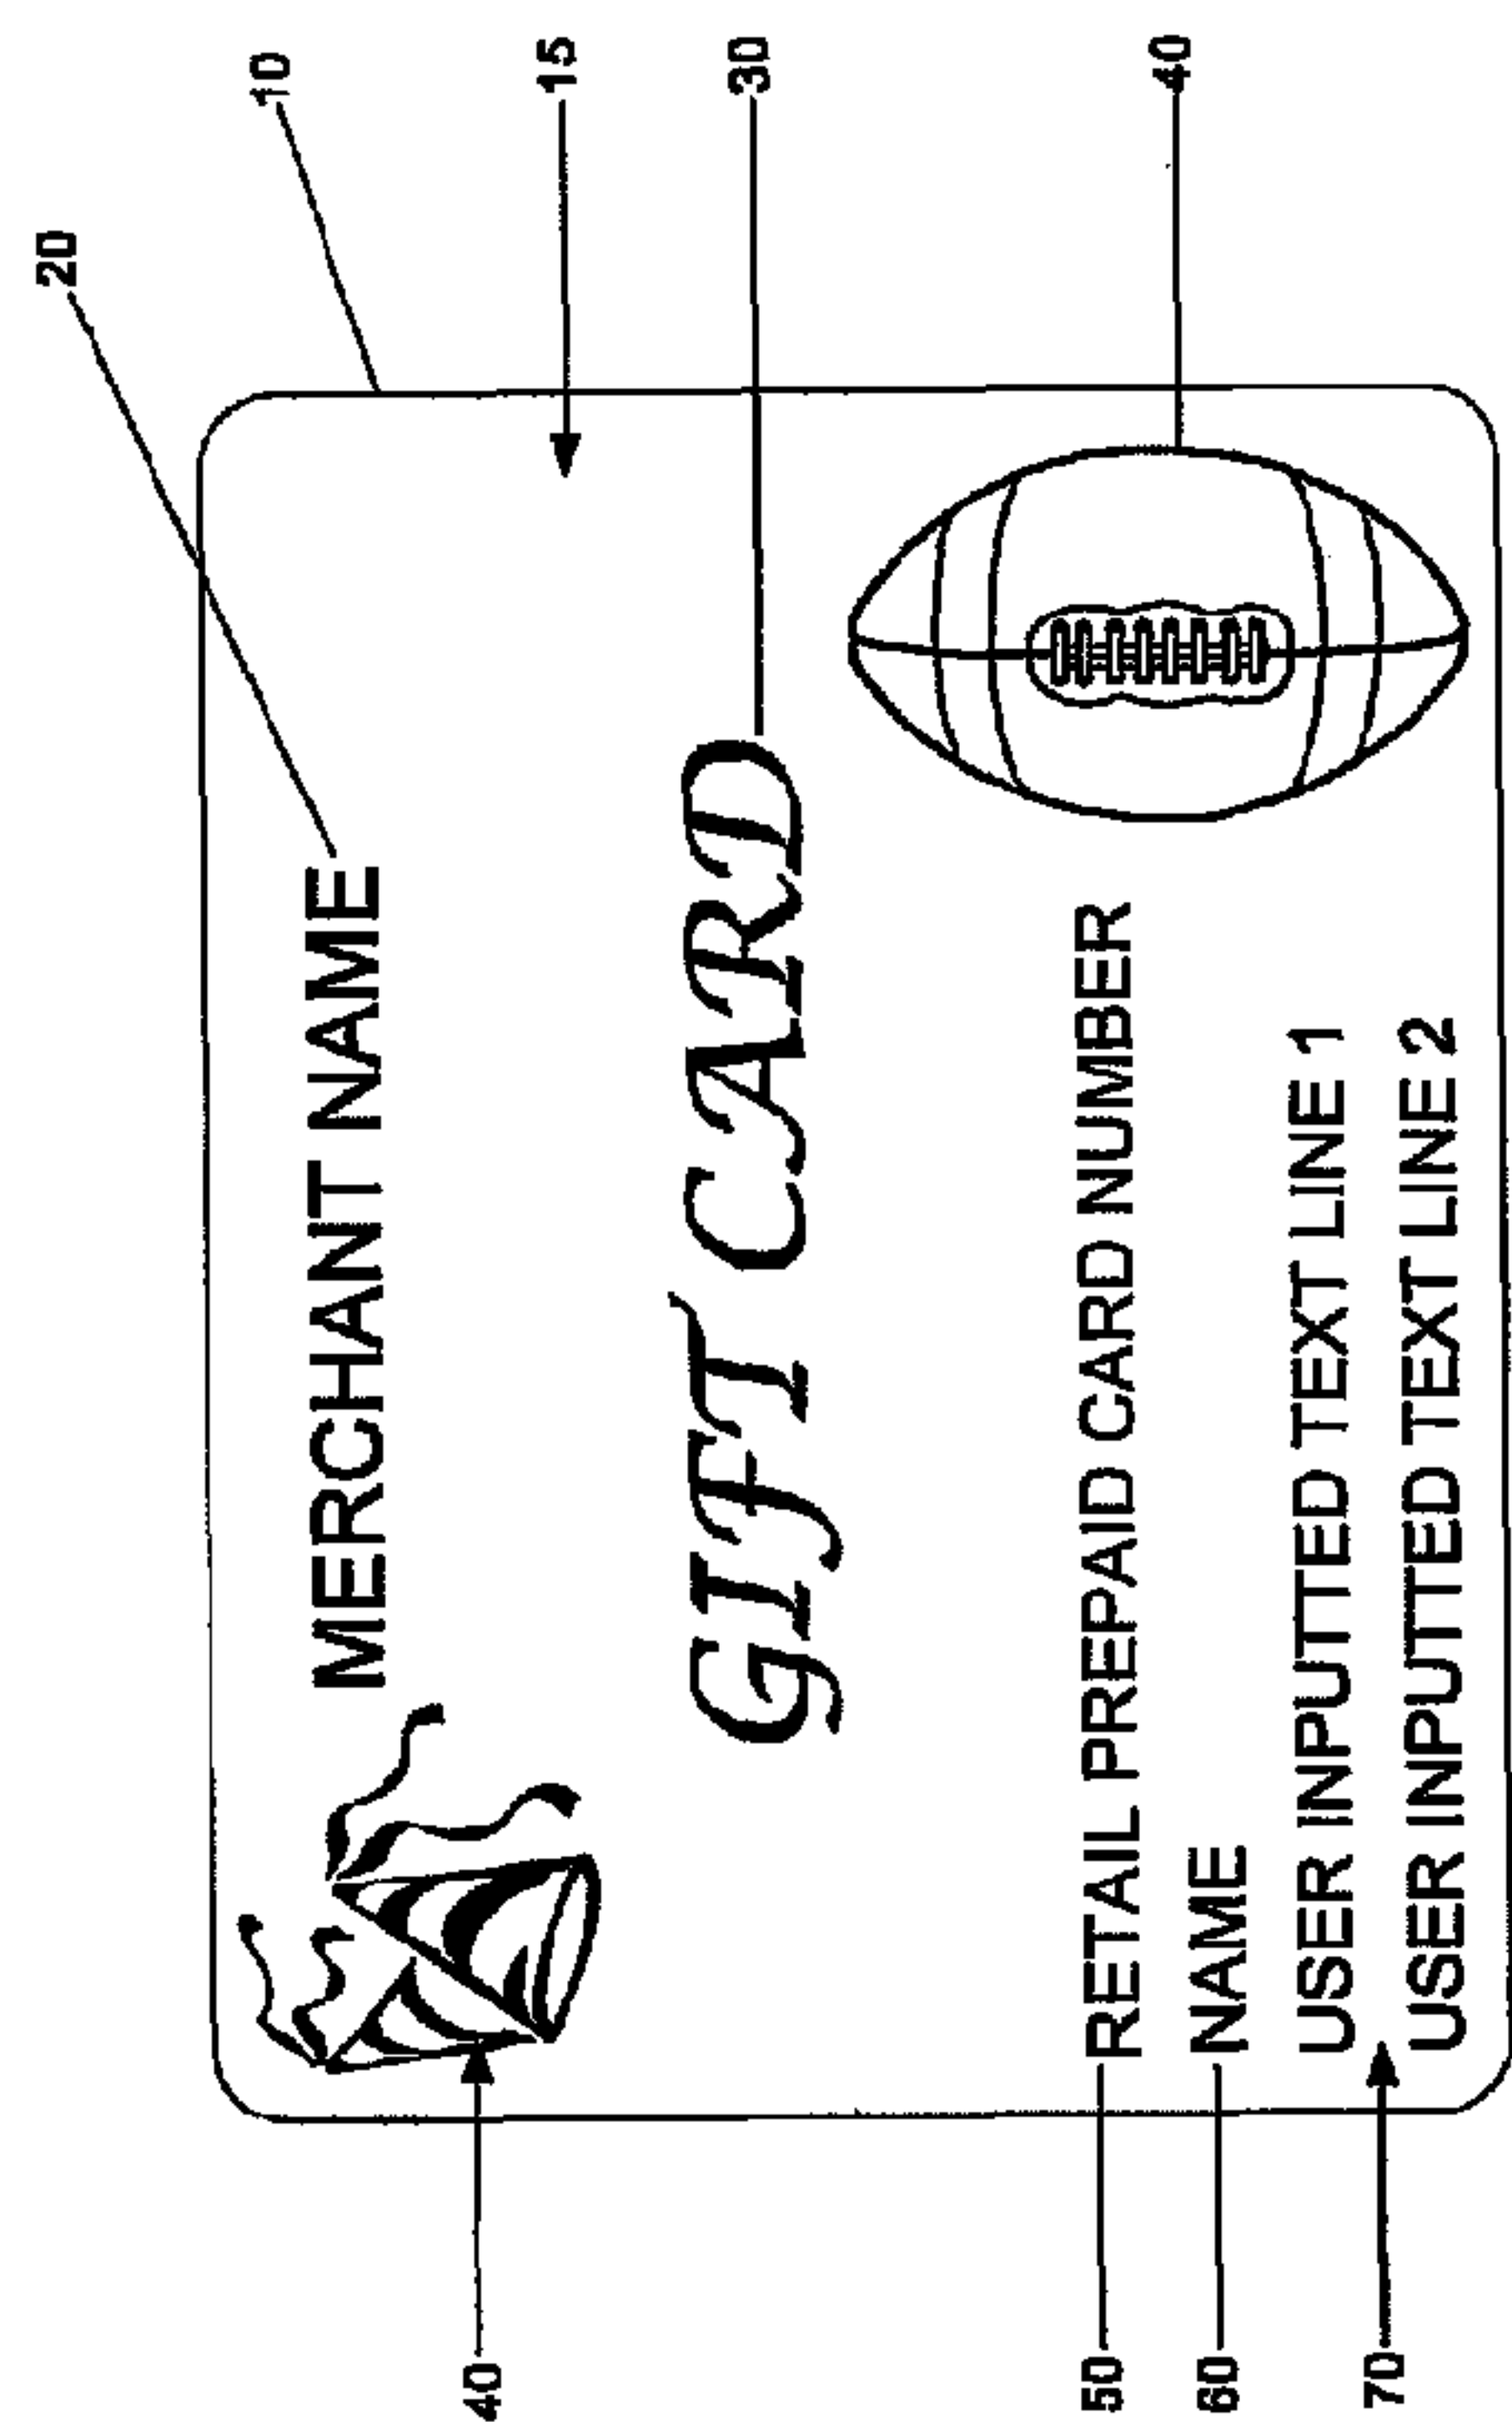 20
10
MERCHANT NAME
40
15
GIFT CARD
30
50
RETAIL PREPAID CARD NUMBER
40
60
NAME
USER INPUTTED TEXT LINE 1
70
USER INPUTTED TEXT LINE 2